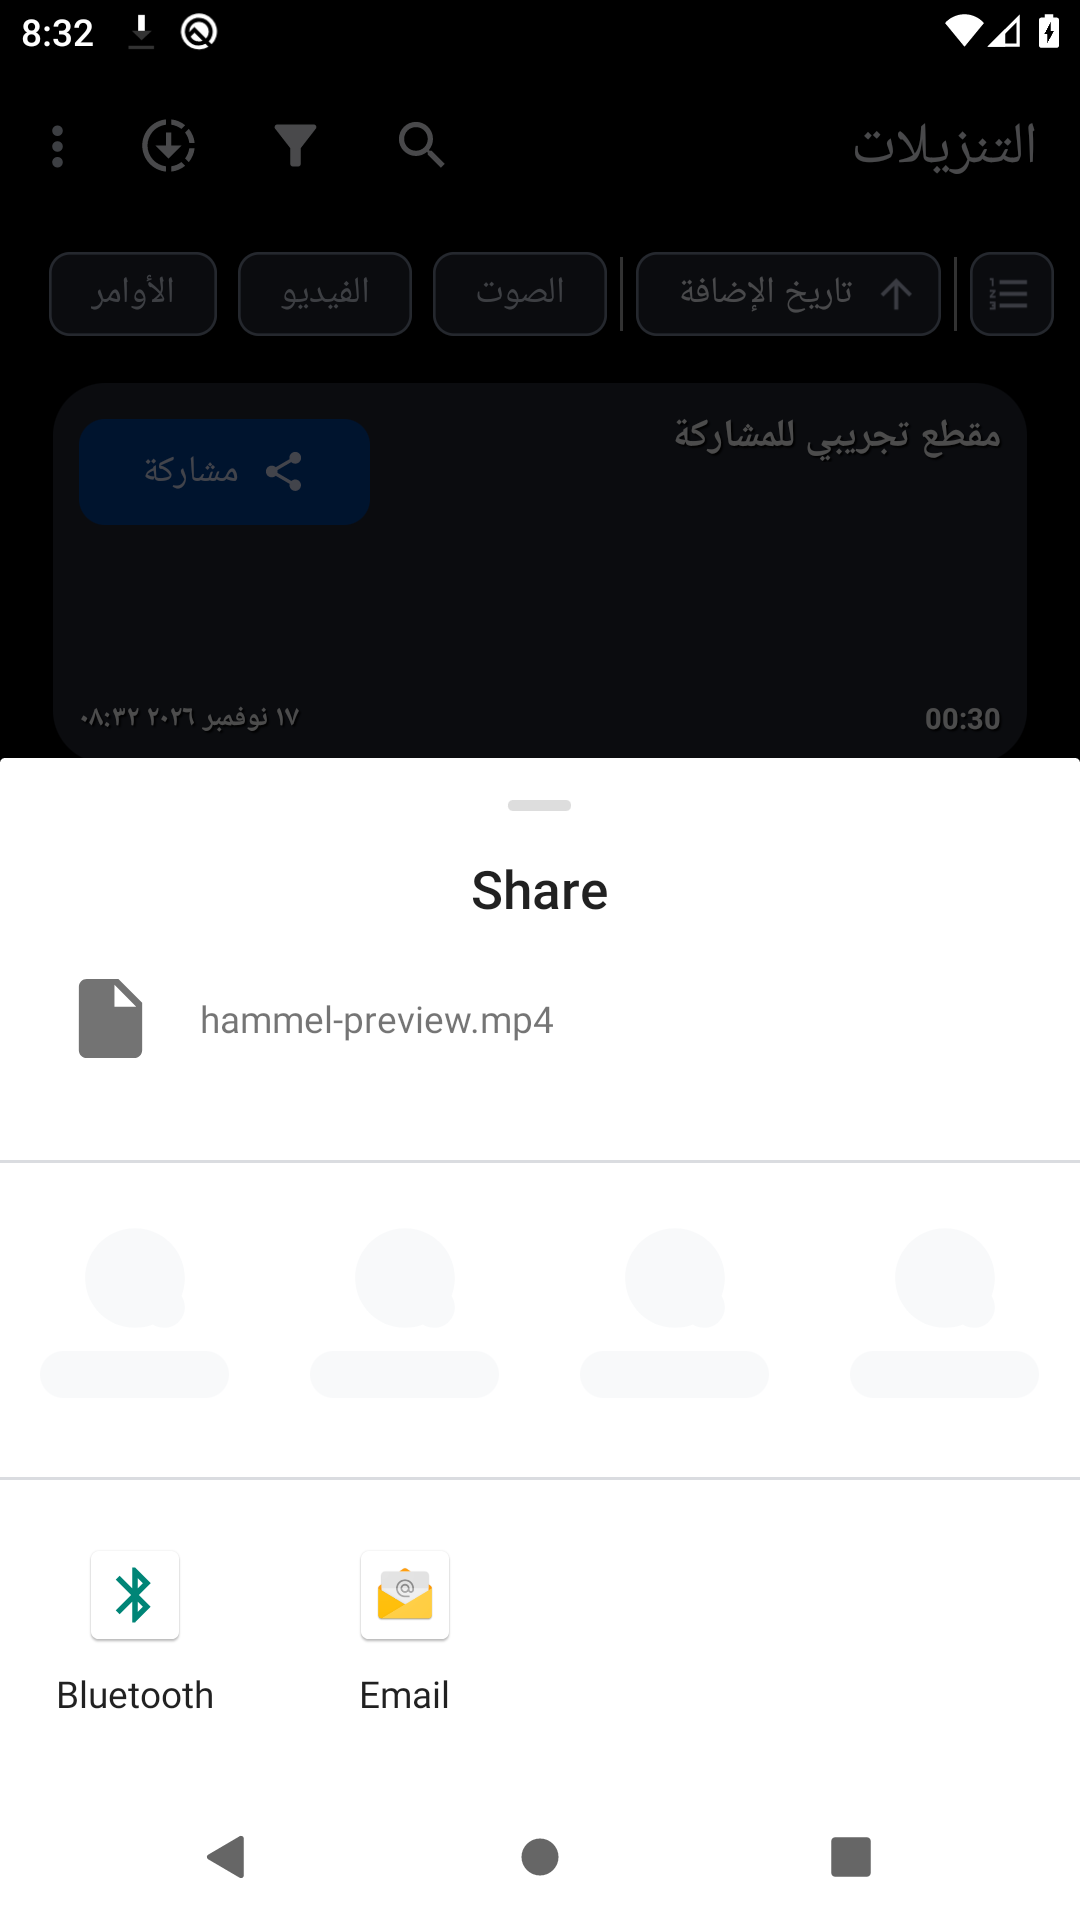 8:32
التنزيلات
تاريخ الإضافة
الصوت
الفيديو
الأوامر
مقطع تجريبي للمشاركة
مشاركة
00:30
١٧ نوفمبر ٢٠٢٦ ٠٨:٣٢
Share
hammel-preview.mp4
Bluetooth
Email